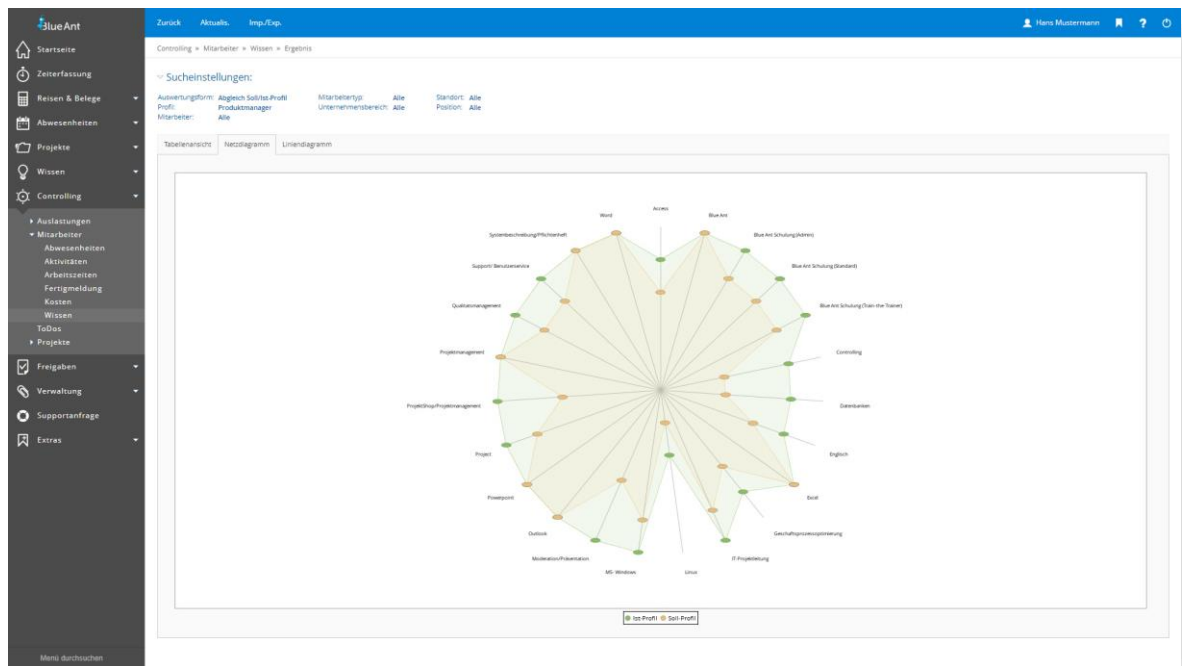 BlueAnt
Zurück Aktualis. Imp./Exp. Hans Mustermann ?
Startseite
Zeiterfassung
Reisen & Belege
Abwesenheiten
Projekte
Wissen
Controlling
Auslastungen
Mitarbeiter
Abwesenheiten
Aktivitäten
Arbeitszeiten
Fertigmeldung
Kosten
Wissen
ToDos
Projekte
Freigaben
Verwaltung
Supportanfrage
Extras
Menü durchsuchen
Controlling » Mitarbeiter » Wissen » Ergebnis
Sucheinstellungen:
Auswertungsform: Abgleich Soll/Ist-Profil Mitarbeitertyp: Alle Standort: Alle
Profil: Produktmanager Unternehmensbereich: Alle Position: Alle
Mitarbeiter: Alle
Tabellenansicht Netzdiagramm Liniendiagramm
Access
Blue Ant
Blue Ant Schulung (Admin)
Blue Ant Schulung (Standard)
Blue Ant Schulung (Train the Trainer)
Controlling
Datenbanken
Englisch
Excel
Geschäftsprozessoptimierung
IT-Projektleitung
Linux
MS- Windows
Moderation/Präsentation
Outlook
Powerpoint
Project
ProjektShop/Projektmanagement
Projektmanagement
Qualitätsmanagement
Support/ Benutzerservice
Systembeschreibung/Pflichtenheft
Word
Ist-Profil Soll-Profil